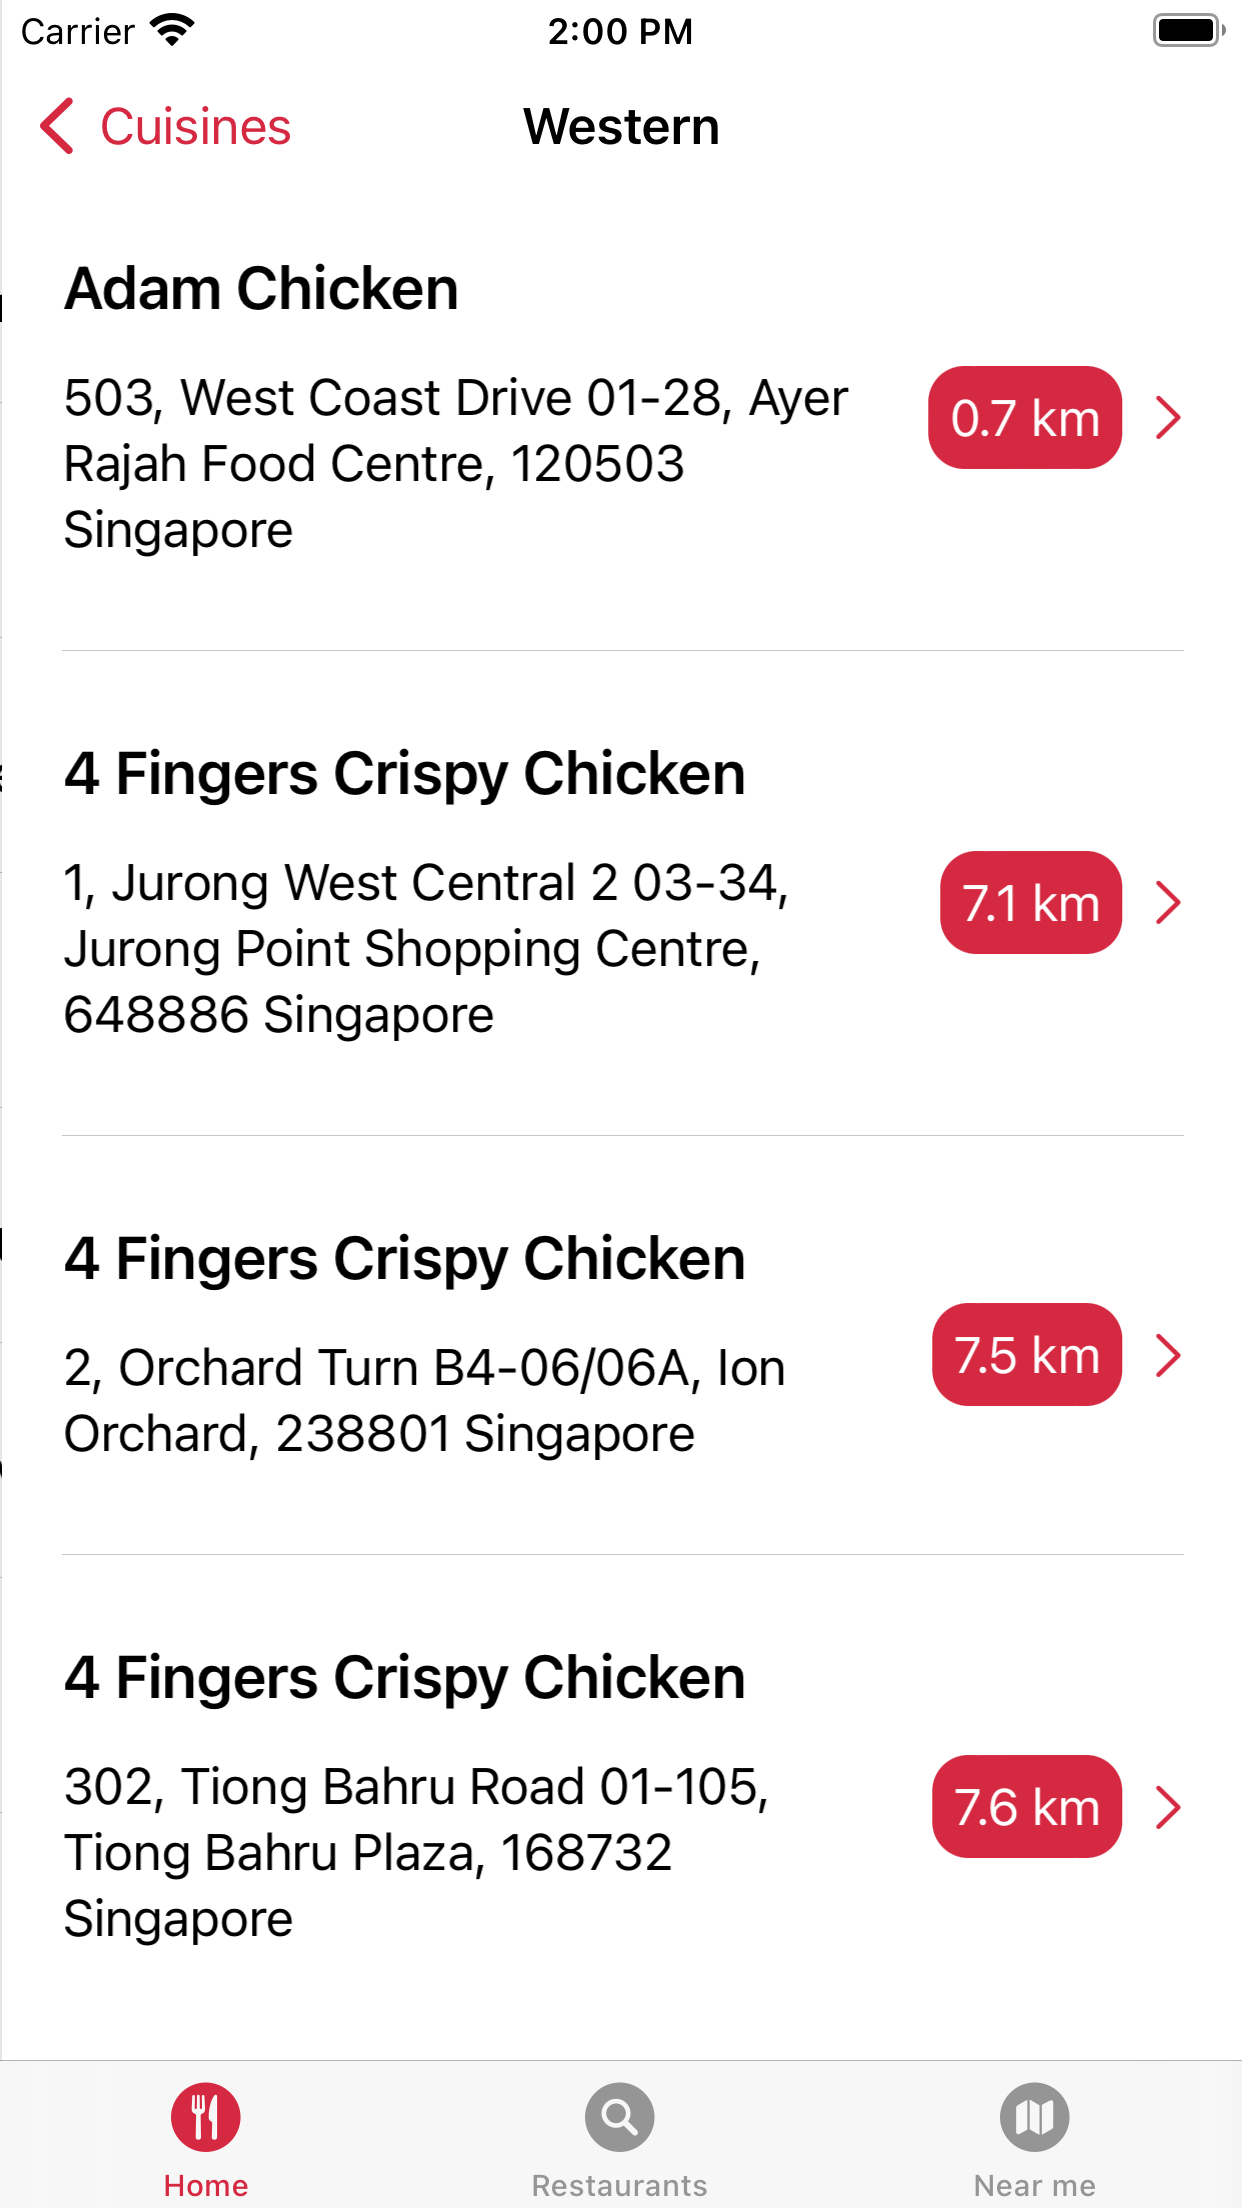 Carrier 2:00 PM
Cuisines Western
Adam Chicken
503, West Coast Drive 01-28, Ayer
Rajah Food Centre, 120503
Singapore
0.7 km
4 Fingers Crispy Chicken
1, Jurong West Central 2 03-34,
Jurong Point Shopping Centre,
648886 Singapore
7.1 km
4 Fingers Crispy Chicken
2, Orchard Turn B4-06/06A, Ion
Orchard, 238801 Singapore
7.5 km
4 Fingers Crispy Chicken
302, Tiong Bahru Road 01-105,
Tiong Bahru Plaza, 168732
Singapore
7.6 km
Home Restaurants Near me